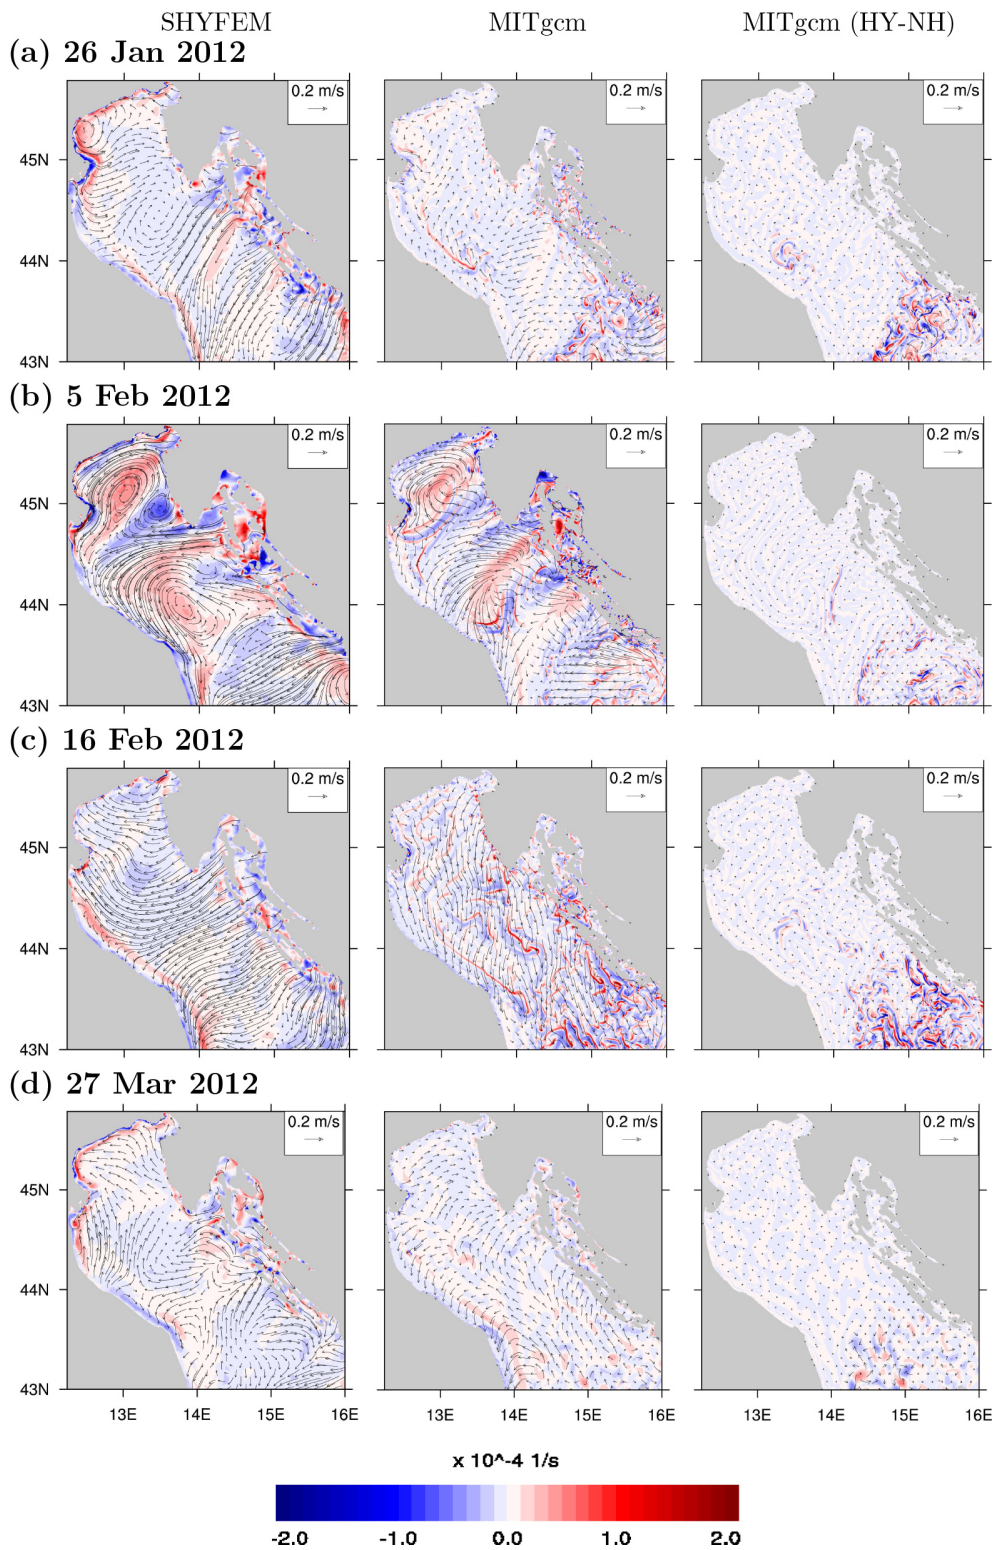 SHYFEM MITgcm MITgcm (HY-NH)
(a) 26 Jan 2012
0.2 m/s 0.2 m/s 0.2 m/s
45N
44N
43N
(b) 5 Feb 2012
0.2 m/s 0.2 m/s 0.2 m/s
45N
44N
43N
(c) 16 Feb 2012
0.2 m/s 0.2 m/s 0.2 m/s
45N
44N
43N
(d) 27 Mar 2012
0.2 m/s 0.2 m/s 0.2 m/s
45N
44N
43N
13E 14E 15E 16E 13E 14E 15E 16E 13E 14E 15E 16E
x 10^-4 1/s
-2.0 -1.0 0.0 1.0 2.0